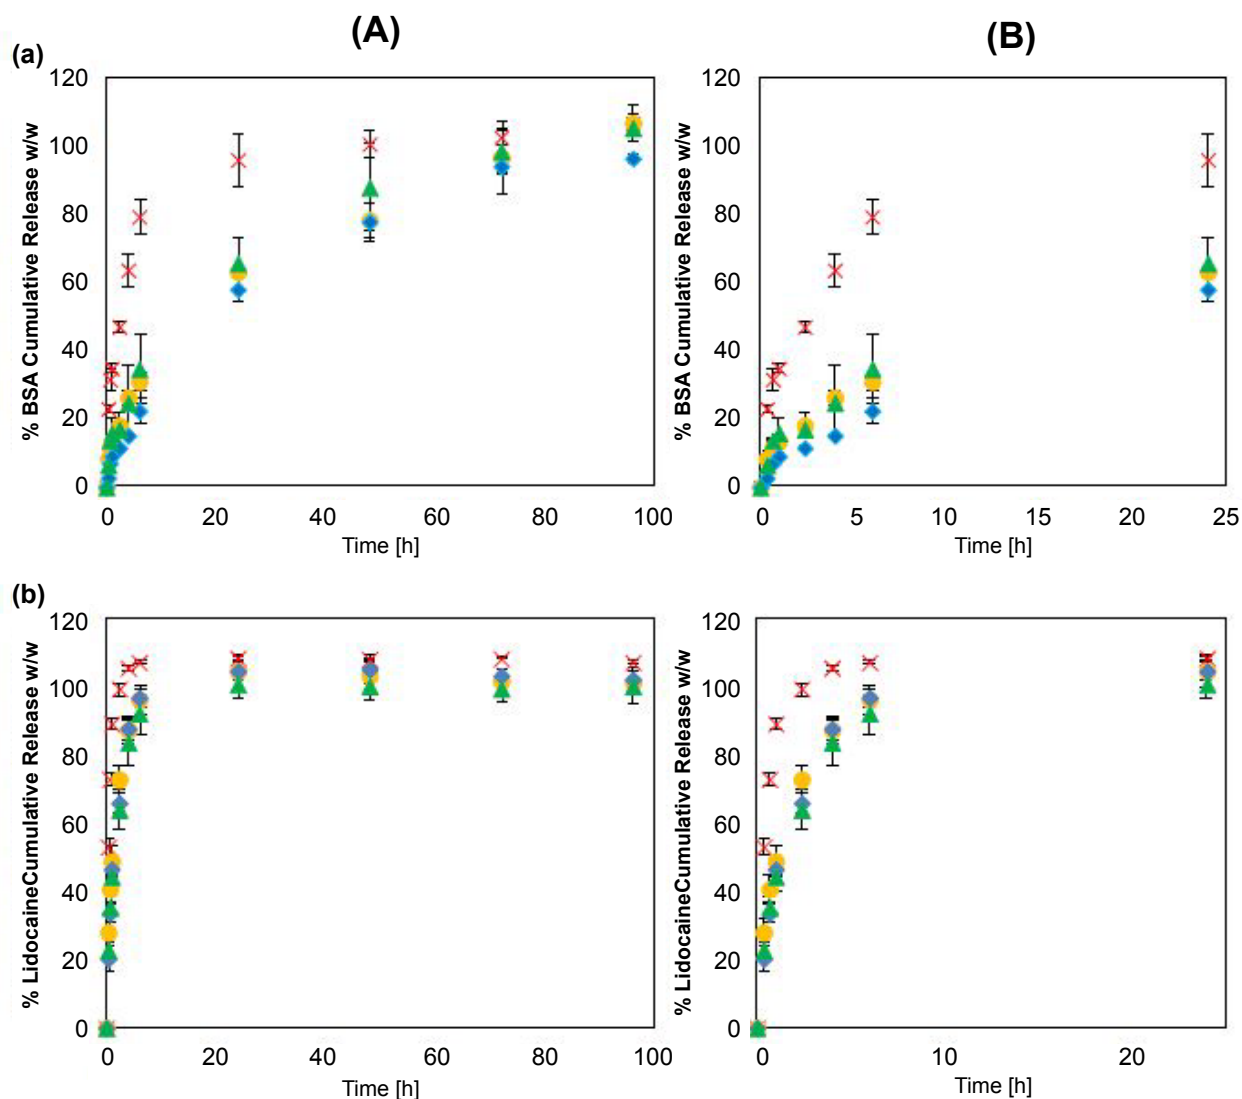 (A)
(B)
(a)
% BSA Cumulative Release w/w
120
100
80
60
40
20
0
0 20 40 60 80 100
Time [h]
% BSA Cumulative Release w/w
120
100
80
60
40
20
0
0 5 10 15 20 25
Time [h]
(b)
% LidocaineCumulative Release w/w
120
100
80
60
40
20
0
0 20 40 60 80 100
Time [h]
% LidocaineCumulative Release w/w
120
100
80
60
40
20
0
0 10 20
Time [h]